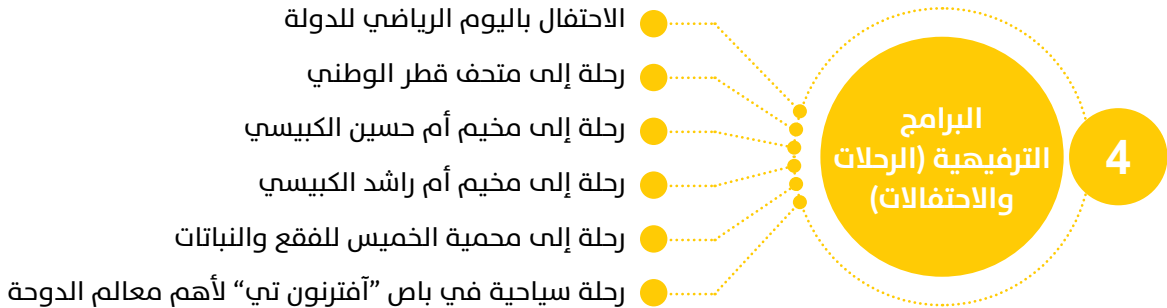 4
البرامج
الترفيهية (الرحلات
والاحتفالات)
الاحتفال باليوم الرياضي للدولة
رحلة إلى متحف قطر الوطني
رحلة إلى مخيم أم حسين الكبيسي
رحلة إلى مخيم أم راشد الكبيسي
رحلة إلى محمية الخميس للفقع والنباتات
رحلة سياحية في باص ”آفترنون تي“ لأهم معالم الدوحة